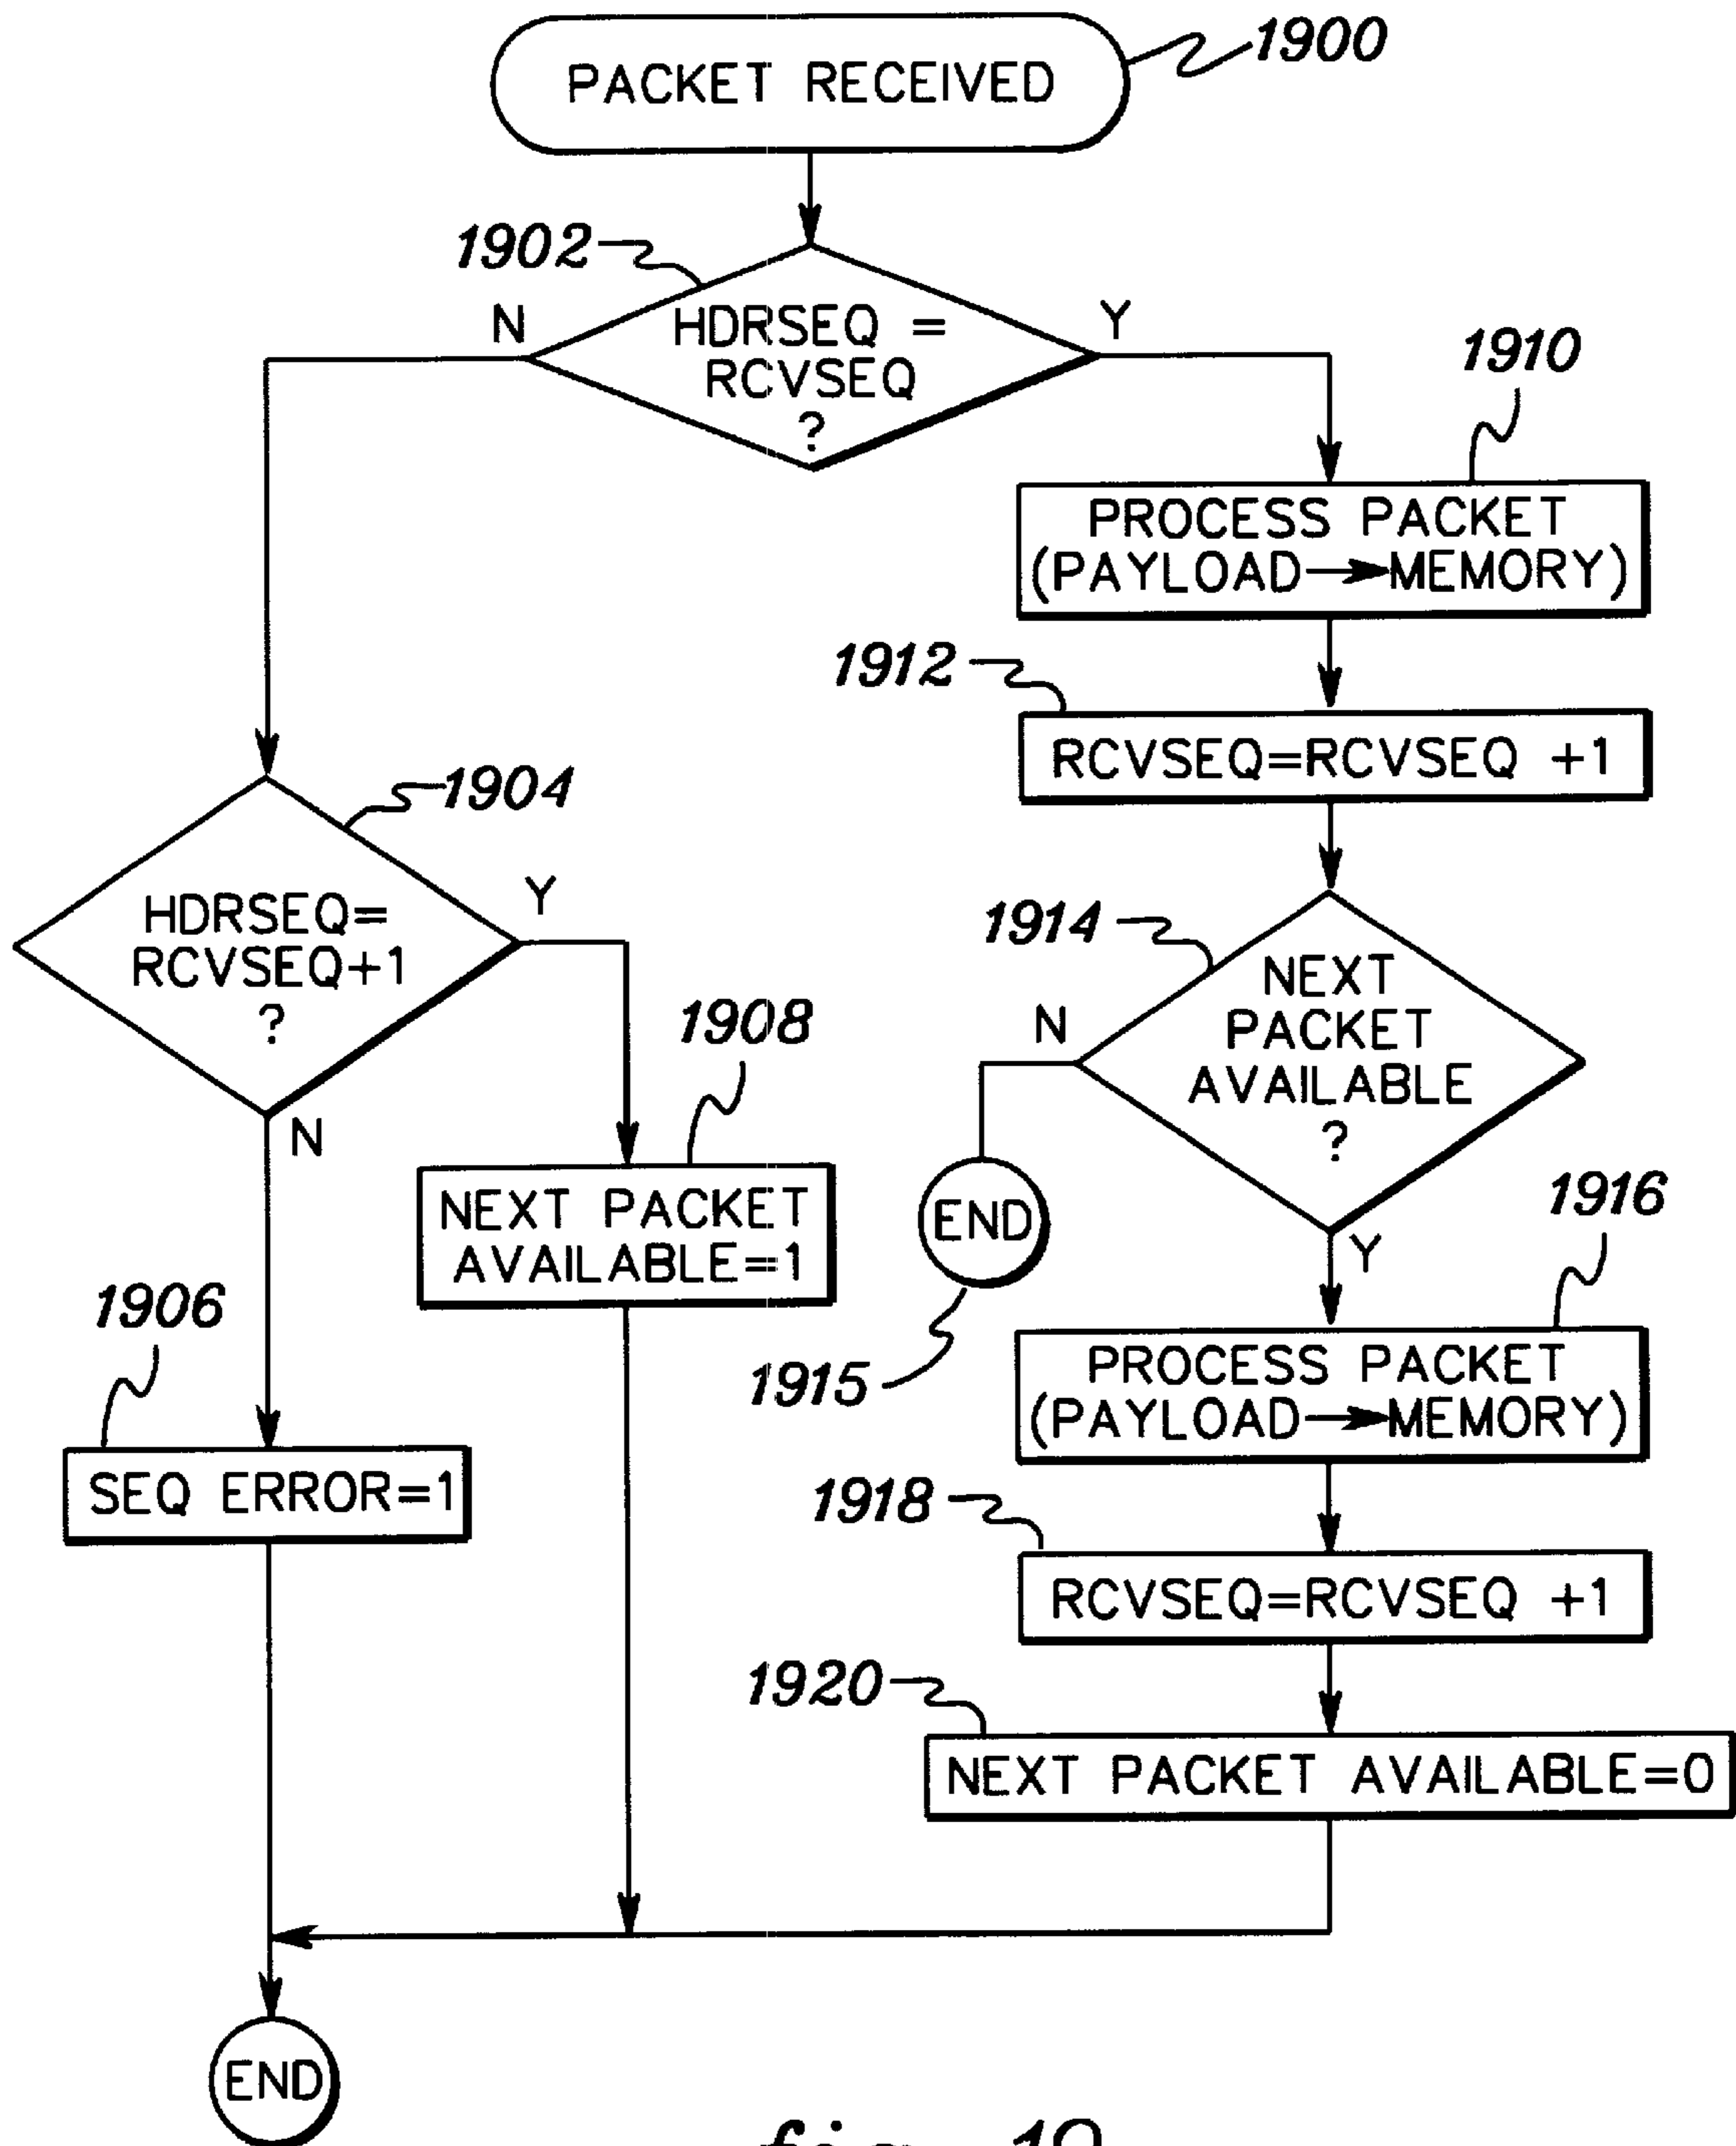 1900
PACKET RECEIVED
1902
N
HDRSEQ =
RCVSEQ
?
Y
1910
PROCESS PACKET
(PAYLOAD→MEMORY)
1912
RCVSEQ=RCVSEQ +1
1904
HDRSEQ=
RCVSEQ+1
?
Y
N
1908
NEXT PACKET
AVAILABLE=1
1906
SEQ ERROR=1
1914
NEXT
PACKET
AVAILABLE
?
N
END
1915
Y
1916
PROCESS PACKET
(PAYLOAD→MEMORY)
1918
RCVSEQ=RCVSEQ +1
1920
NEXT PACKET AVAILABLE=0
END
fig. 19